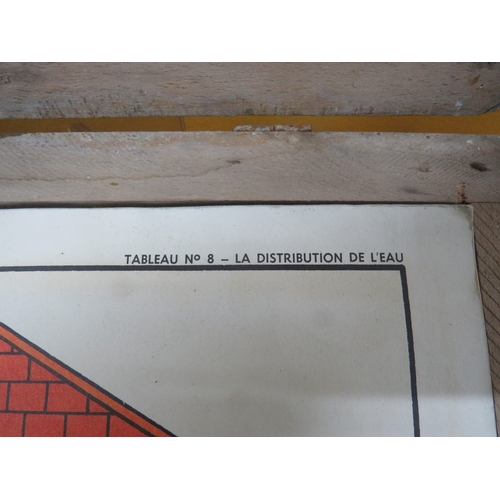 TABLEAU Nº 8 – LA DISTRIBUTION DE L'EAU